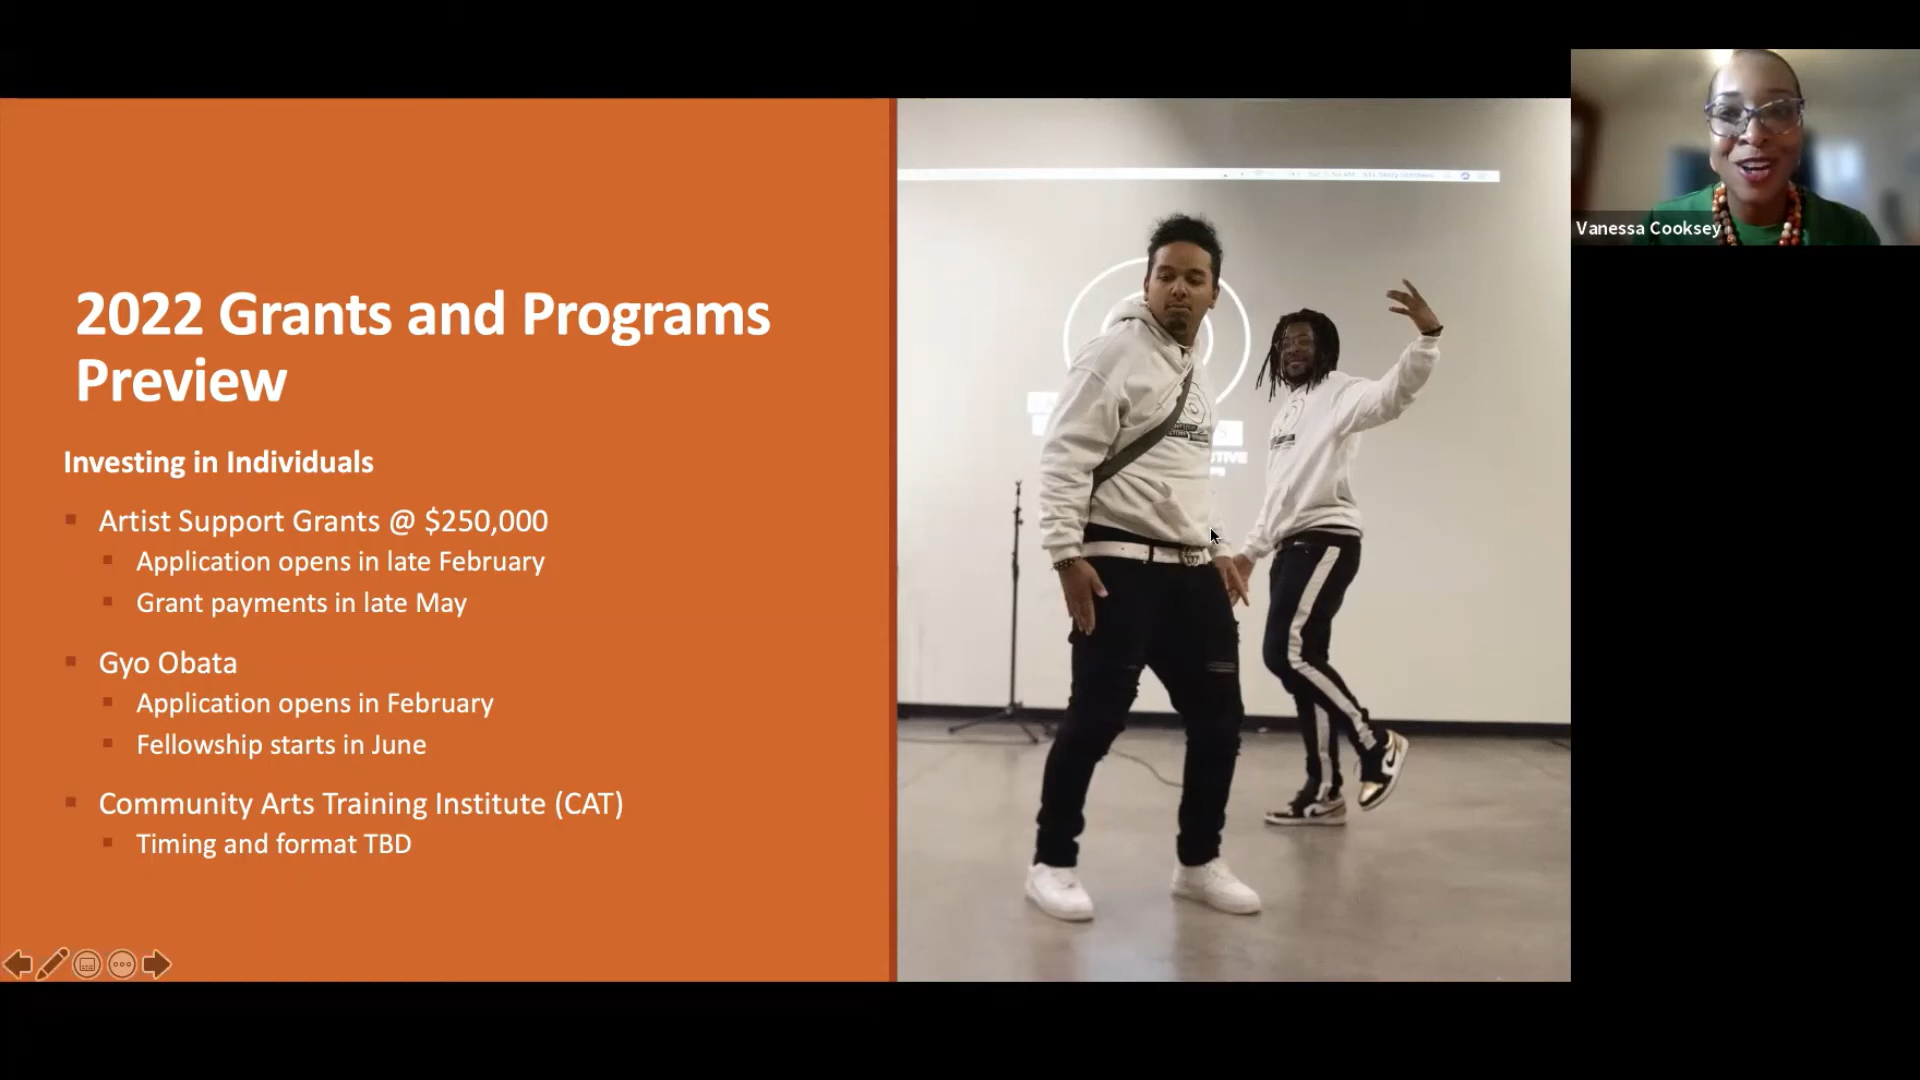 2022 Grants and Programs
Preview
Investing in Individuals
Artist Support Grants @ $250,000
Application opens in late February
Grant payments in late May
Gyo Obata
Application opens in February
Fellowship starts in June
Community Arts Training Institute (CAT)
Timing and format TBD
Vanessa Cooksey